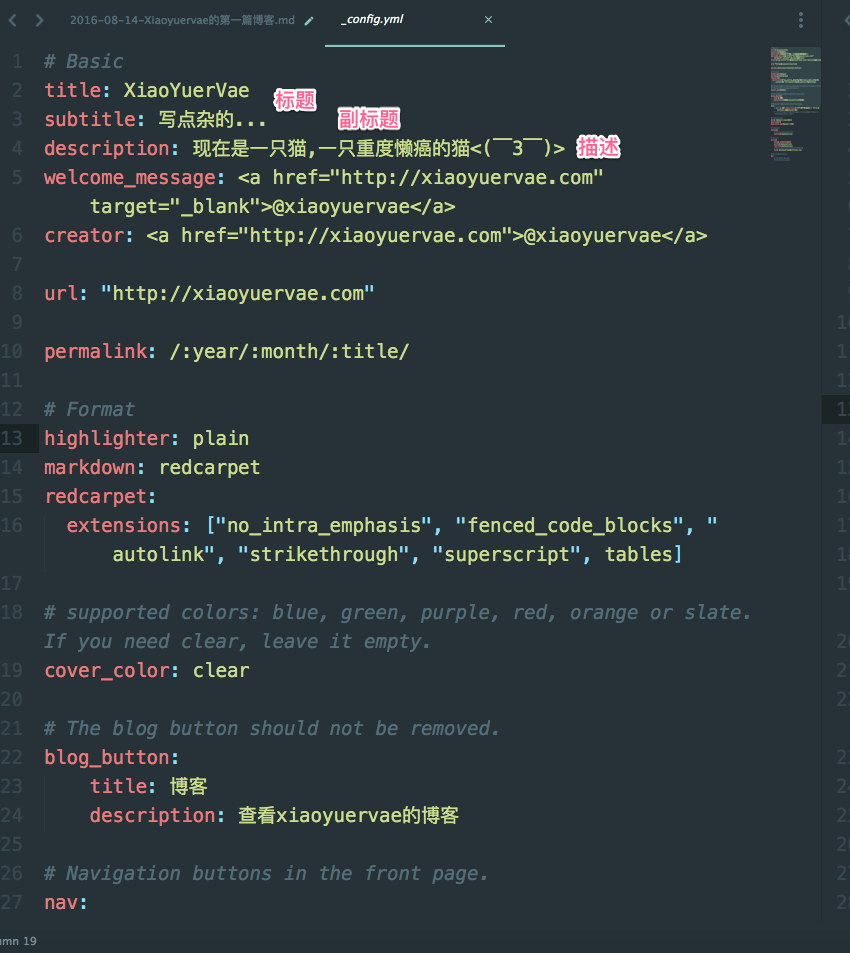 2016-08-14-Xiaoyuervae的第一篇博客.md
_config.yml
1 # Basic
2 title: XiaoYuerVae
标题
3 subtitle: 写点杂的...
副标题
4 description: 现在是一只猫,一只重度懒癌的猫<(￣3￣)>
描述
5 welcome_message: <a href="http://xiaoyuervae.com"
target="_blank">@xiaoyuervae</a>
6 creator: <a href="http://xiaoyuervae.com">@xiaoyuervae</a>
7
8 url: "http://xiaoyuervae.com"
9
10 permalink: /:year/:month/:title/
11
12 # Format
13 highlighter: plain
14 markdown: redcarpet
15 redcarpet:
16 extensions: ["no_intra_emphasis", "fenced_code_blocks", "
autolink", "strikethrough", "superscript", tables]
17
18 # supported colors: blue, green, purple, red, orange or slate.
If you need clear, leave it empty.
19 cover_color: clear
20
21 # The blog button should not be removed.
22 blog_button:
23 title: 博客
24 description: 查看xiaoyuervae的博客
25
26 # Navigation buttons in the front page.
27 nav:
umn 19